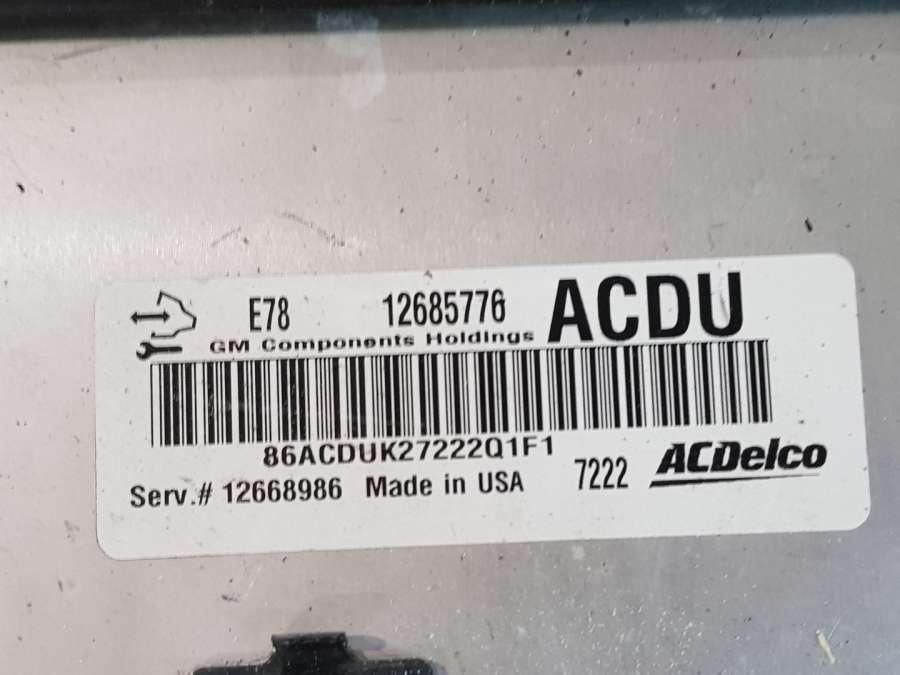 E78 12685776 ACDU
GM Components Holdings
86ACDUK27222Q1F1
Serv.# 12668986 Made in USA 7222 ACDelco